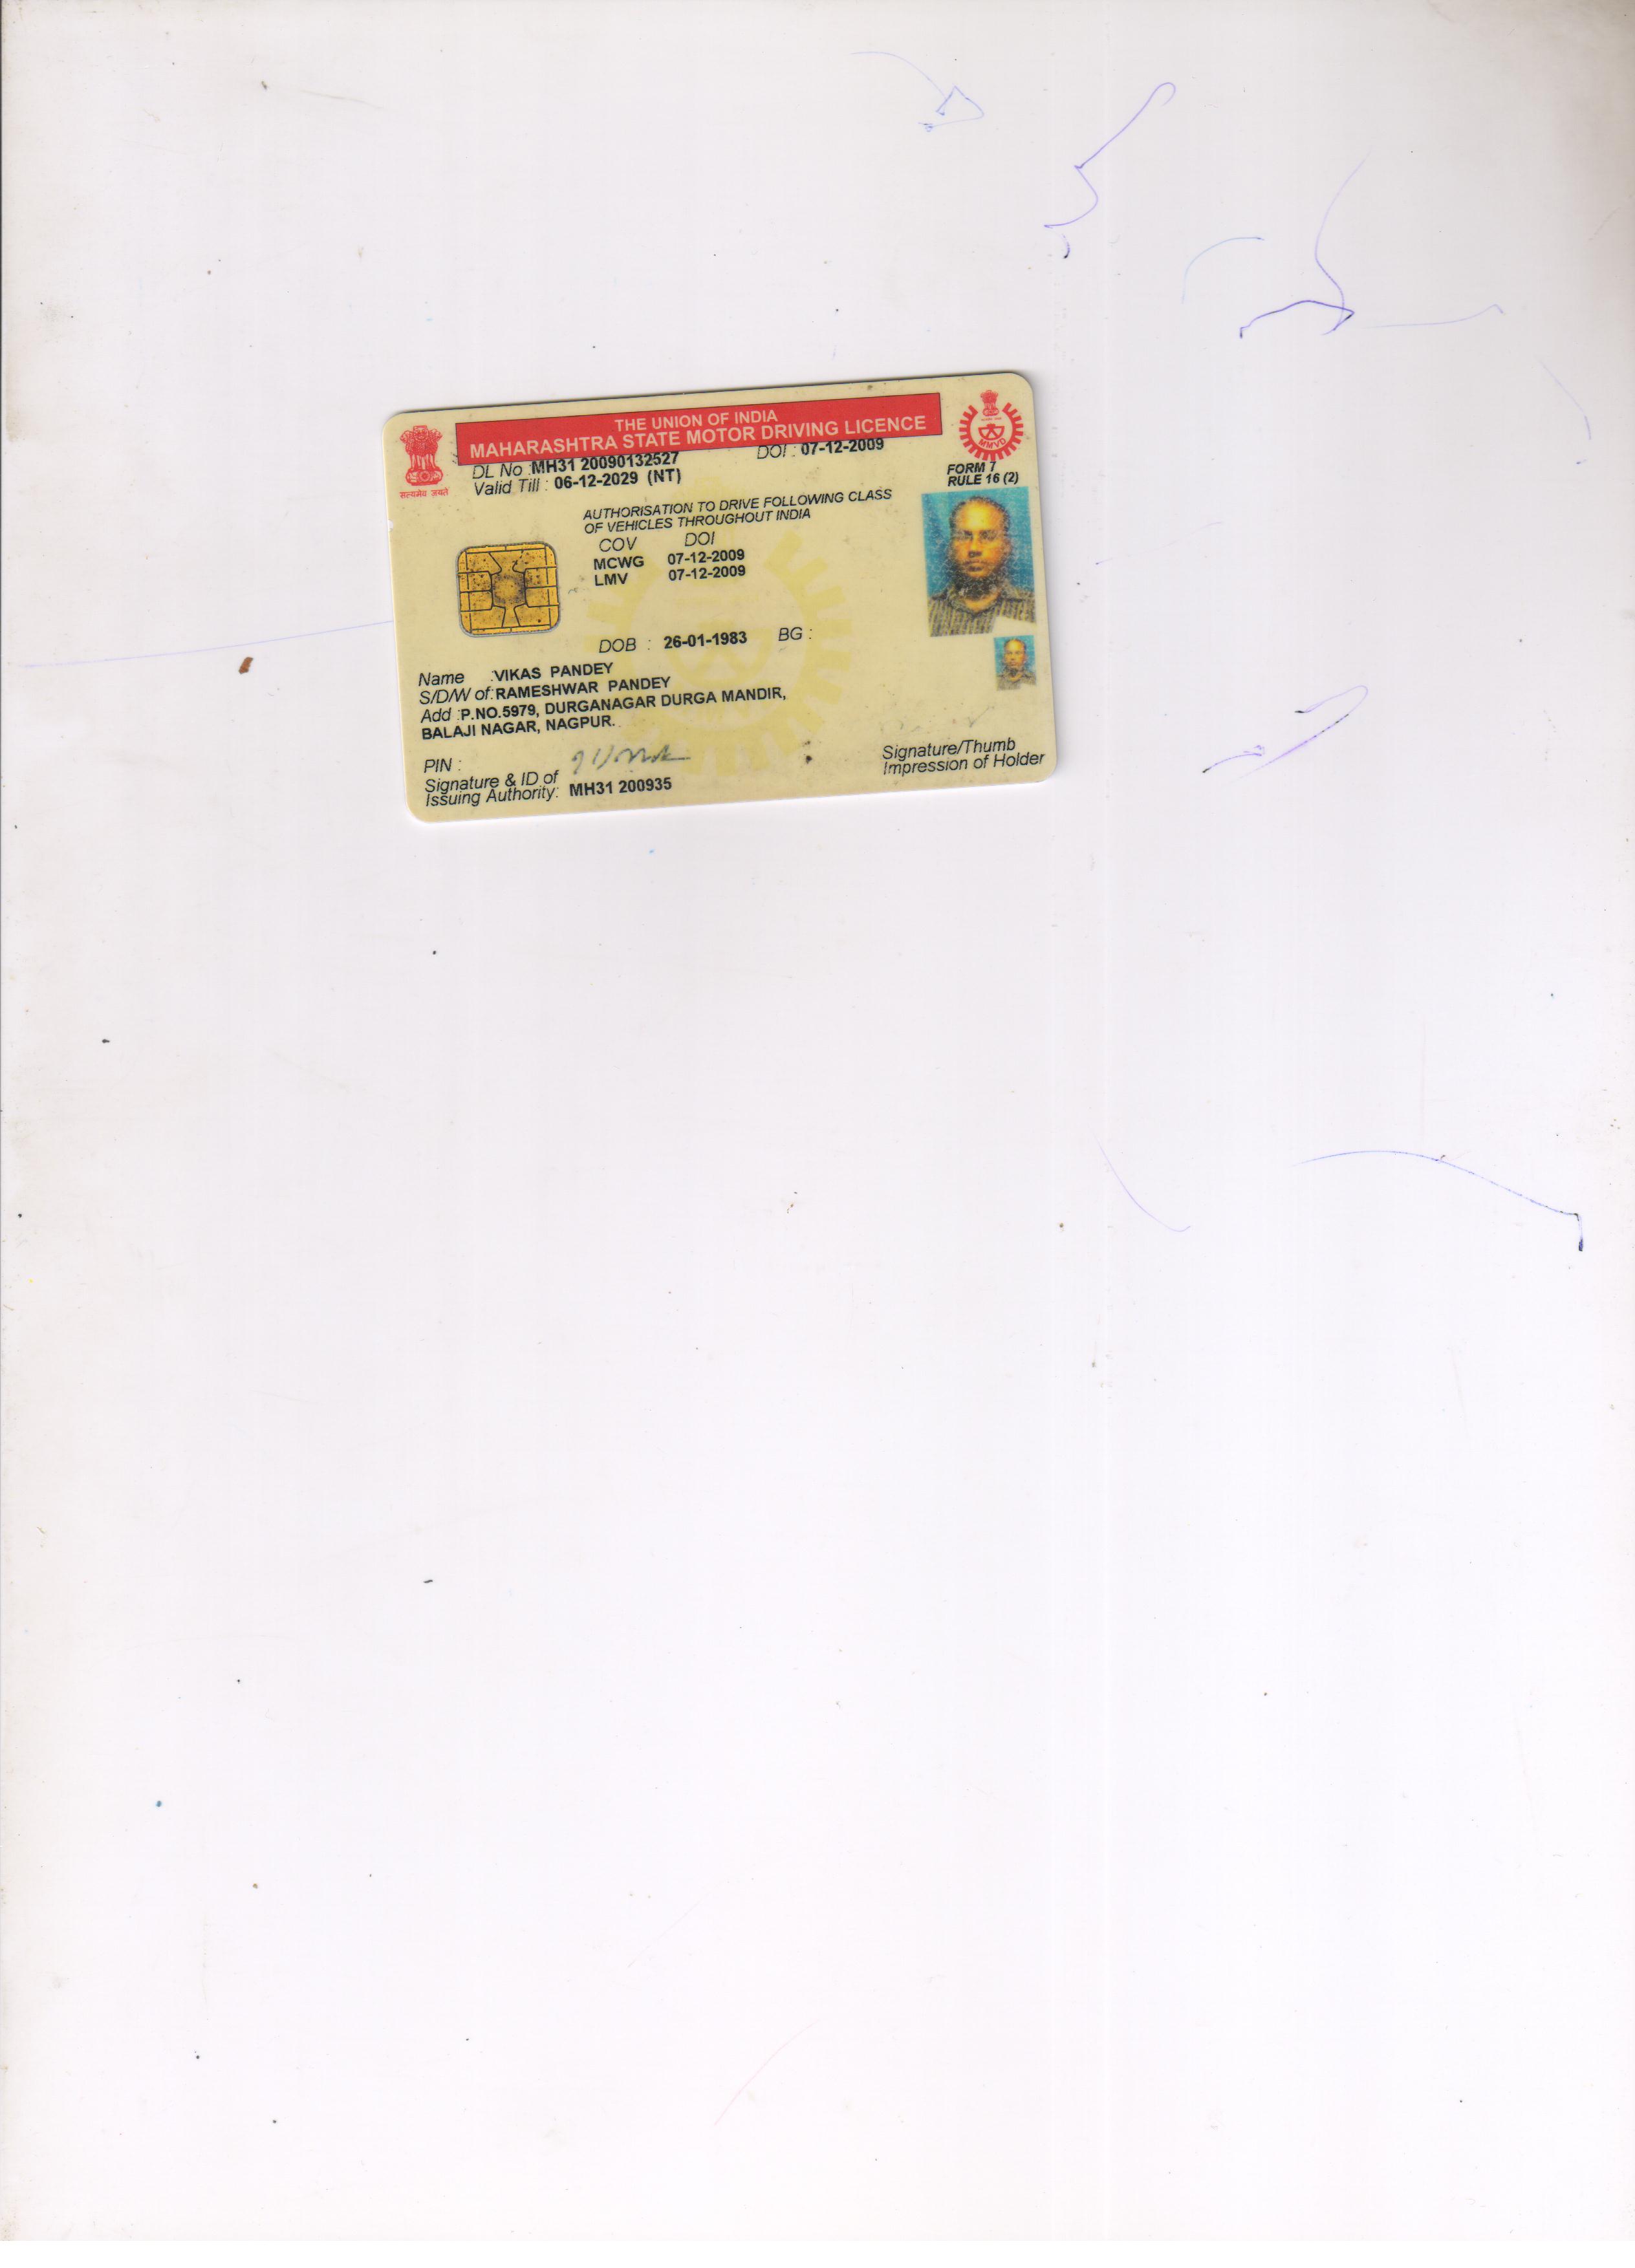 THE UNION OF INDIA
MAHARASHTRA STATE MOTOR DRIVING LICENCE
DL No : MH31 20090132527 DOI : 07-12-2009
Valid Till : 06-12-2029 (NT)
सत्यमेव जयते
MMVD
FORM 7
RULE 16 (2)
AUTHORISATION TO DRIVE FOLLOWING CLASS
OF VEHICLES THROUGHOUT INDIA
COV DOI
MCWG 07-12-2009
LMV 07-12-2009
DOB : 26-01-1983 BG :
Name :VIKAS PANDEY
S/D/W of:RAMESHWAR PANDEY
Add :P.NO.5979, DURGANAGAR DURGA MANDIR,
BALAJI NAGAR, NAGPUR.
PIN :
Signature & ID of
Issuing Authority: MH31 200935
Signature/Thumb
Impression of Holder